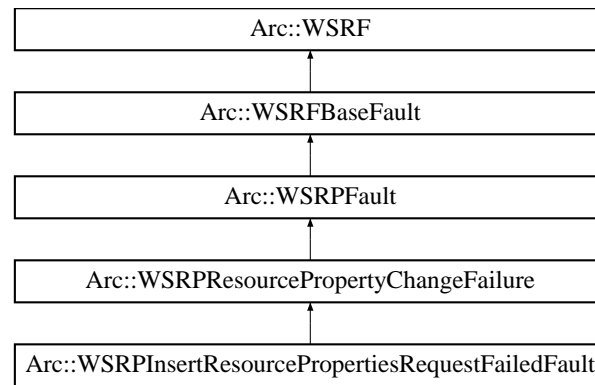 Arc::WSRF
Arc::WSRFBaseFault
Arc::WSRPFault
Arc::WSRPResourcePropertyChangeFailure
Arc::WSRPInsertResourcePropertiesRequestFailedFault